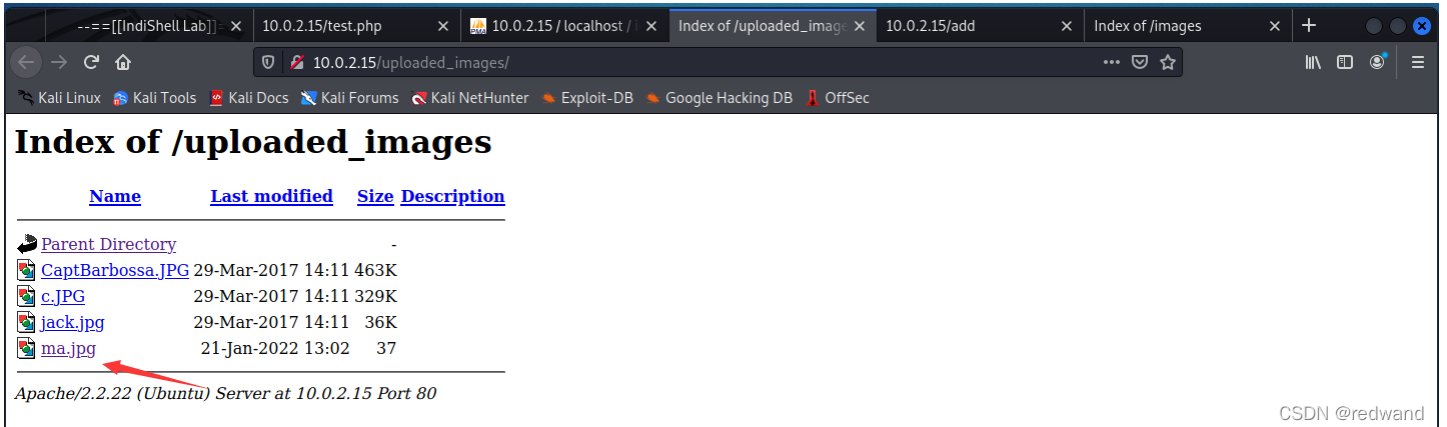 --==[[IndiShell Lab]]= 10.0.2.15/test.php 10.0.2.15 / localhost / i Index of /uploaded_image 10.0.2.15/add Index of /images
10.0.2.15/uploaded_images/
Kali Linux Kali Tools Kali Docs Kali Forums Kali NetHunter Exploit-DB Google Hacking DB OffSec
Index of /uploaded_images
Name Last modified Size Description
Parent Directory -
CaptBarbossa.JPG 29-Mar-2017 14:11 463K
c.JPG 29-Mar-2017 14:11 329K
jack.jpg 29-Mar-2017 14:11 36K
ma.jpg 21-Jan-2022 13:02 37
Apache/2.2.22 (Ubuntu) Server at 10.0.2.15 Port 80
CSDN @redwand